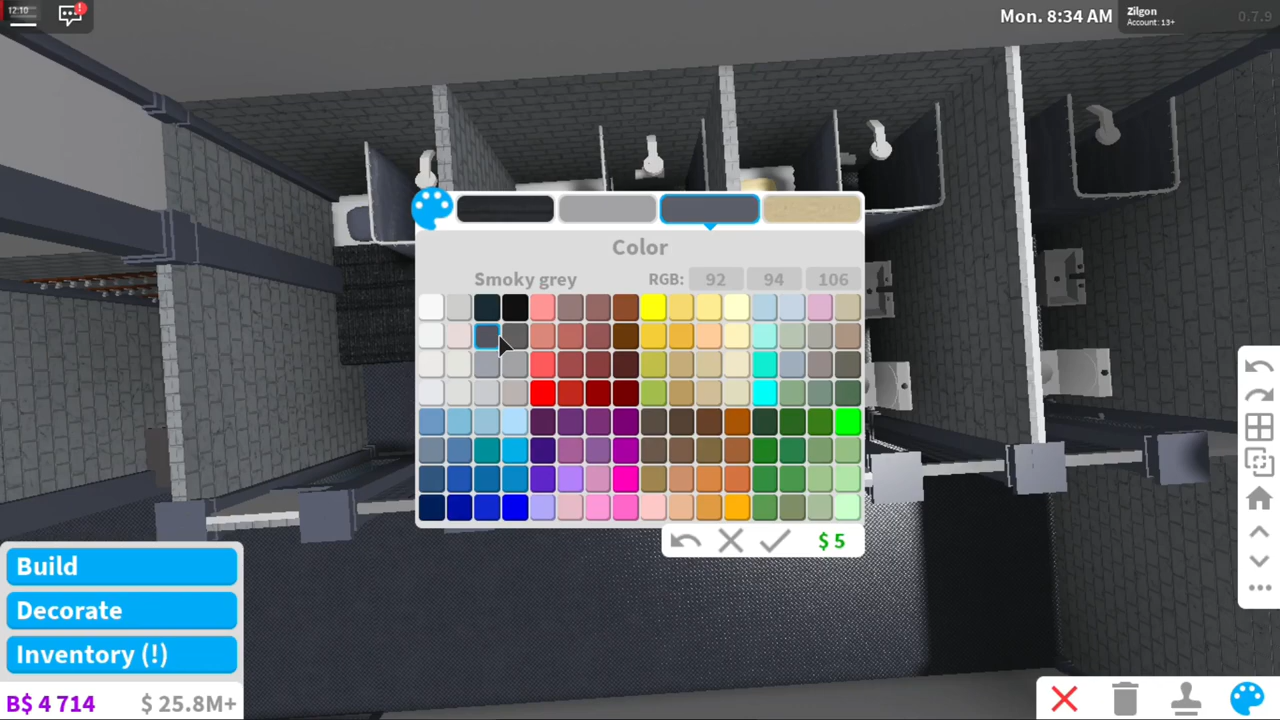 12:10
!
Mon. 8:34 AM
Zilgon
Account: 13+
0.7.9
Color
Smoky grey
RGB: 92 94 106
$ 5
Build
Decorate
Inventory (!)
B$ 4 714 $ 25.8M+